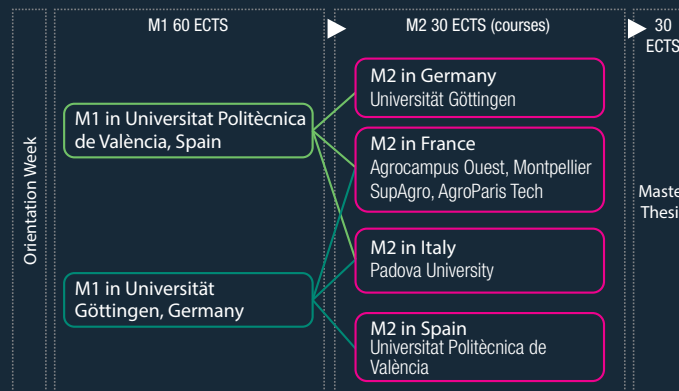 M1 60 ECTS
M2 30 ECTS (courses)
30
ECTS
Orientation Week
M1 in Universitat Politècnica
de València, Spain
M1 in Universität
Göttingen, Germany
M2 in Germany
Universität Göttingen
M2 in France
Agrocampus Ouest, Montpellier
SupAgro, AgroParis Tech
M2 in Italy
Padova University
M2 in Spain
Universitat Politècnica de
València
Maste
Thesi